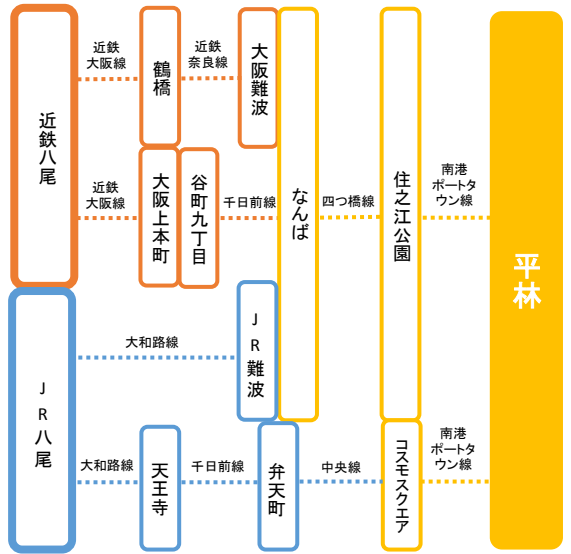 近鉄八尾
近鉄
大阪線
鶴橋
近鉄
奈良線
大阪難波
近鉄
大阪線
大阪上本町
谷町九丁目
千日前線
なんば
四つ橋線
住之江公園
南港
ポートタ
ウン線
平林
JR八尾
大和路線
JR難波
大和路線
天王寺
千日前線
弁天町
中央線
コスモスクエア
南港
ポートタ
ウン線